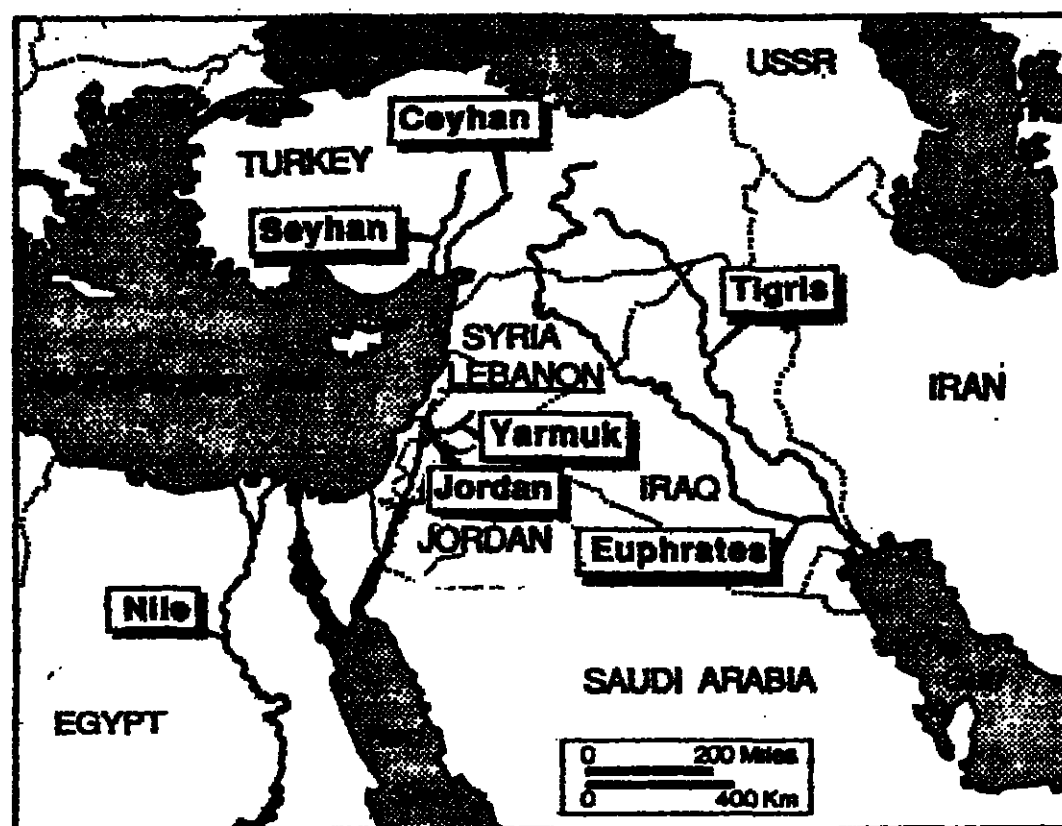 USSR
Ceyhan
TURKEY
Seyhan
Tigris
SYRIA
LEBANON
IRAN
Yarmuk
Jordan
IRAQ
JORDAN
Euphrates
Nile
SAUDI ARABIA
EGYPT
0 200 Miles
0 400 Km